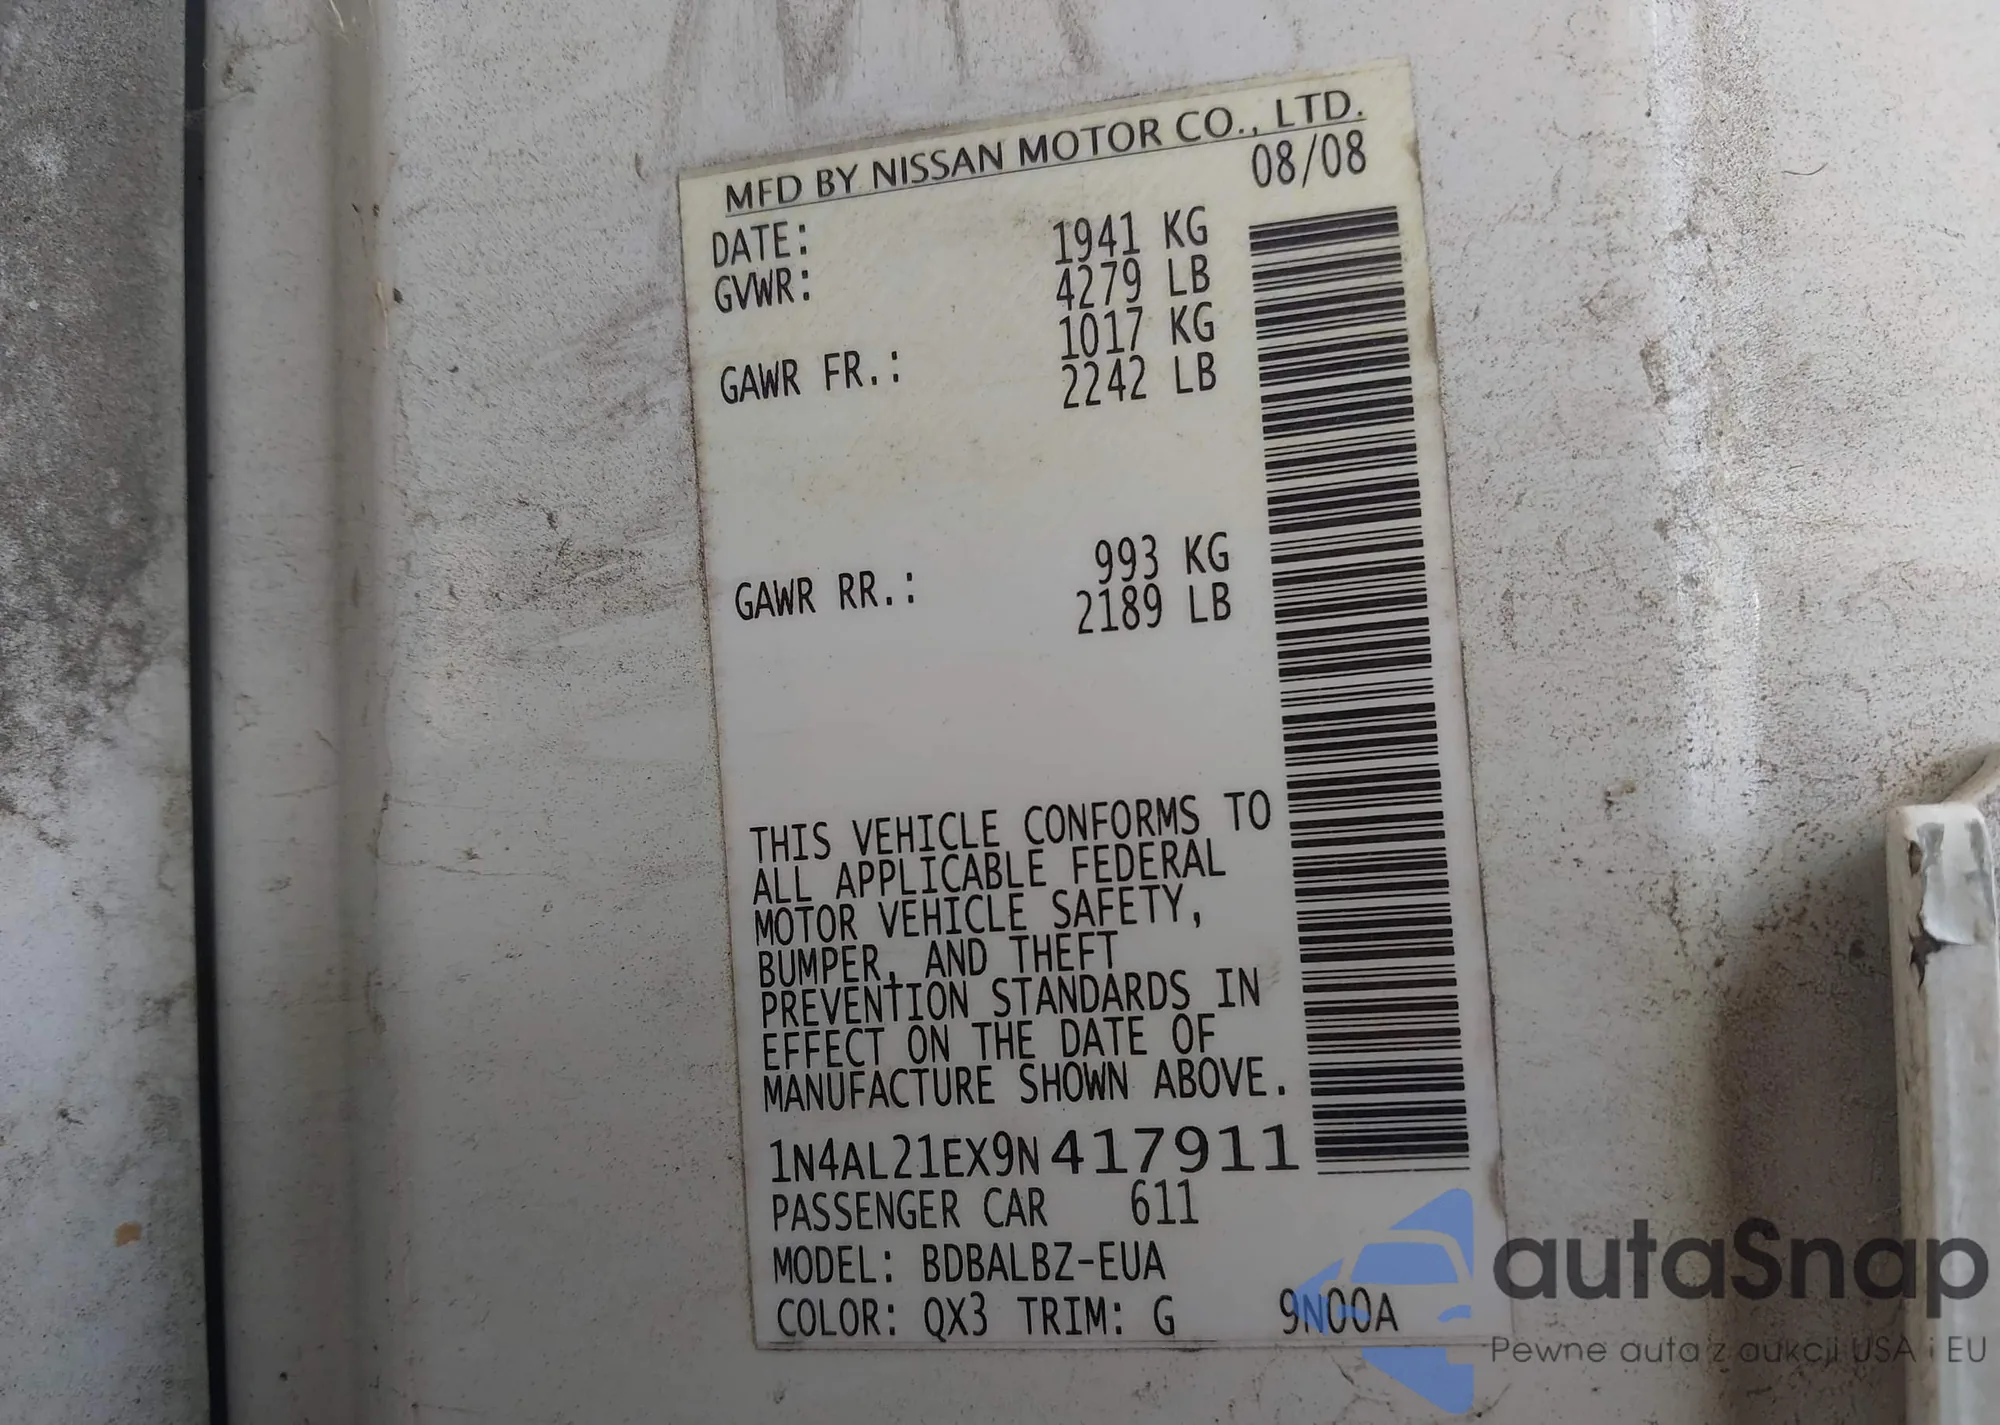 MFD BY NISSAN MOTOR CO., LTD.
DATE: 08/08
GVWR: 1941 KG
4279 LB
GAWR FR.: 1017 KG
2242 LB
GAWR RR.: 993 KG
2189 LB
THIS VEHICLE CONFORMS TO
ALL APPLICABLE FEDERAL
MOTOR VEHICLE SAFETY,
BUMPER, AND THEFT
PREVENTION STANDARDS IN
EFFECT ON THE DATE OF
MANUFACTURE SHOWN ABOVE.
1N4AL21EX9N417911
PASSENGER CAR 611
MODEL: BDBALBZ-EUA
COLOR: QX3 TRIM: G 9N00A
autaSnap
Pewne auta z aukcji USA i EU